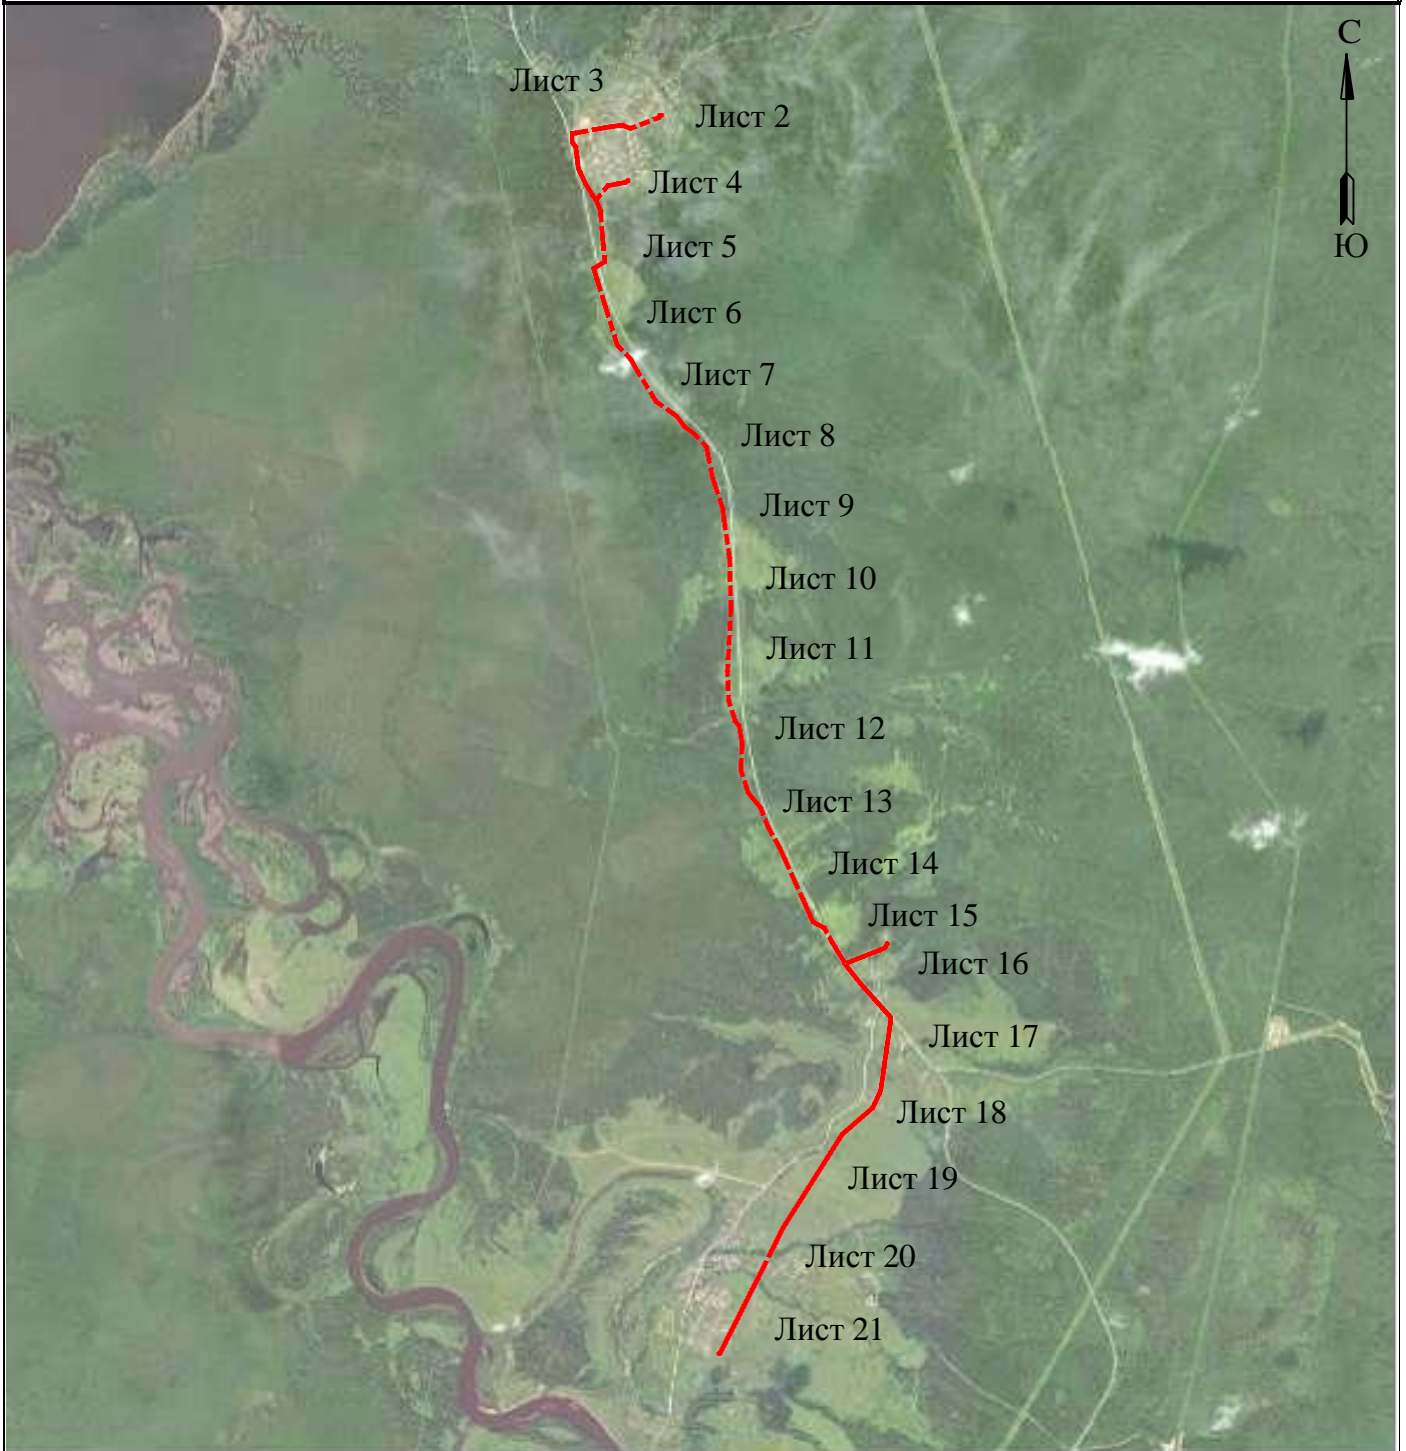 С
Лист 3
Лист 2
Лист 4
Ю
Лист 5
Лист 6
Лист 7
Лист 8
Лист 9
Лист 10
Лист 11
Лист 12
Лист 13
Лист 14
Лист 15
Лист 16
Лист 17
Лист 18
Лист 19
Лист 20
Лист 21